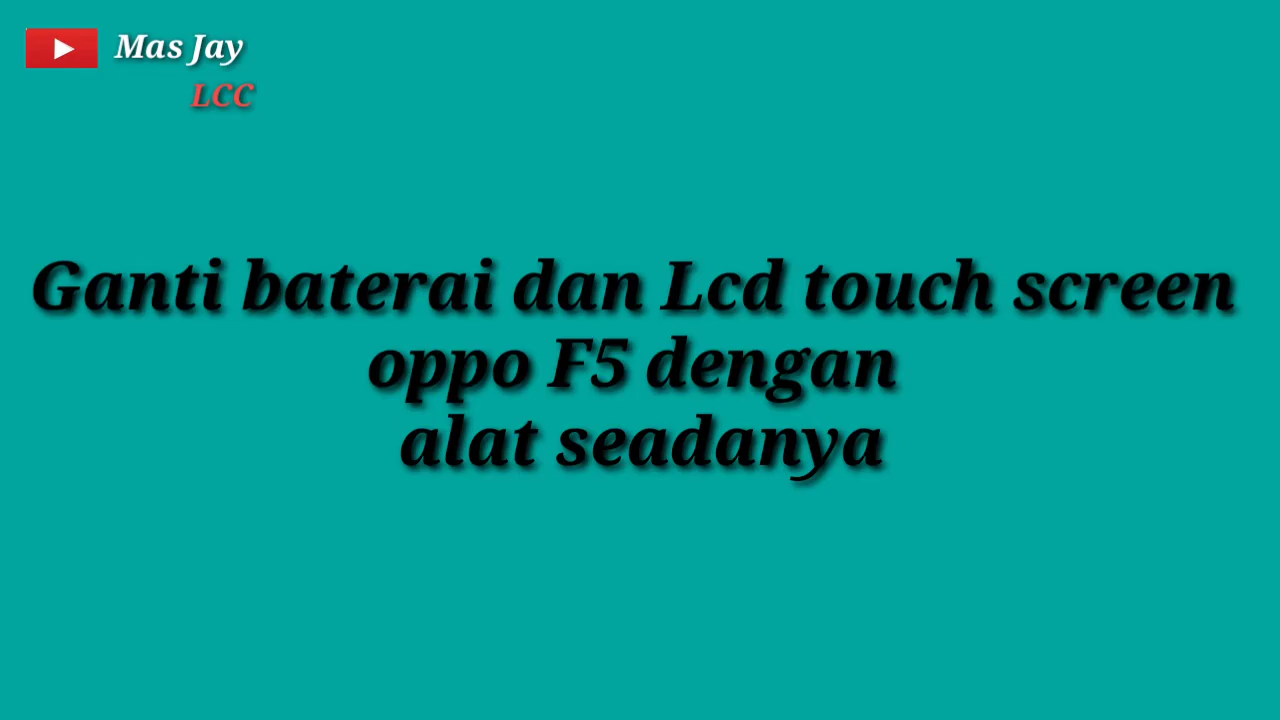 Mas Jay
LCC
Ganti baterai dan Lcd touch screen
oppo F5 dengan
alat seadanya